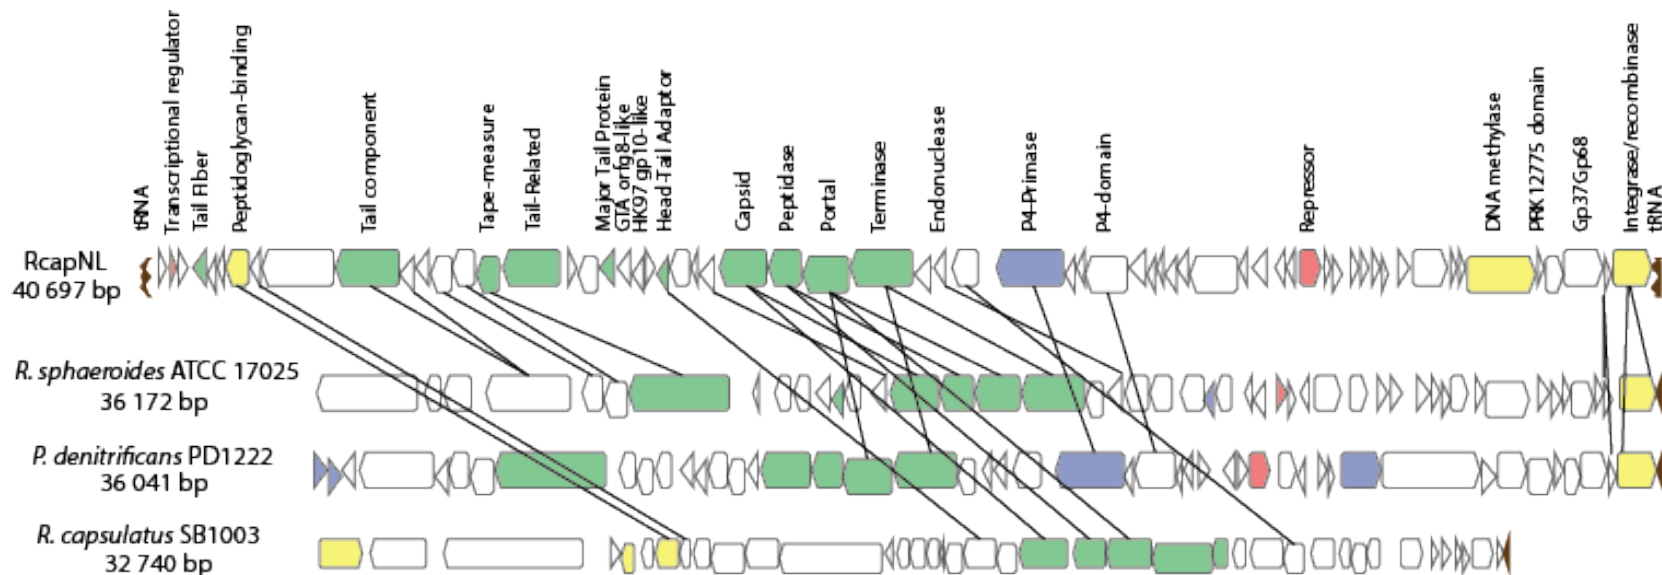 tRNA
Transcriptional regulator
Tail Fiber
Peptidoglycan-binding
Tail component
Tape-measure
Tail-Related
Major Tail Protein
GTA orfg8-like
HK97 gp10-like
Head-Tail Adaptor
Capsid
Peptidase
Portal
Terminase
Endonuclease
P4-Primase
P4-domain
Repressor
DNA methylase
PRK12775 domain
Gp37Gp68
Integrase/recombinase
tRNA
RcapNL
40 697 bp
R. sphaeroides ATCC 17025
36 172 bp
P. denitrificans PD1222
36 041 bp
R. capsulatus SB1003
32 740 bp